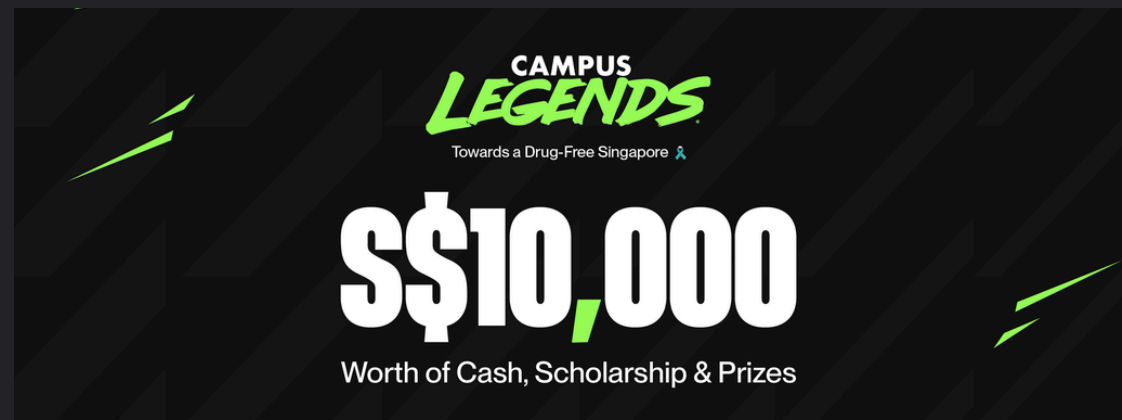 CAMPUS
LEGENDS.
Towards a Drug-Free Singapore
S$10,000
Worth of Cash, Scholarship & Prizes